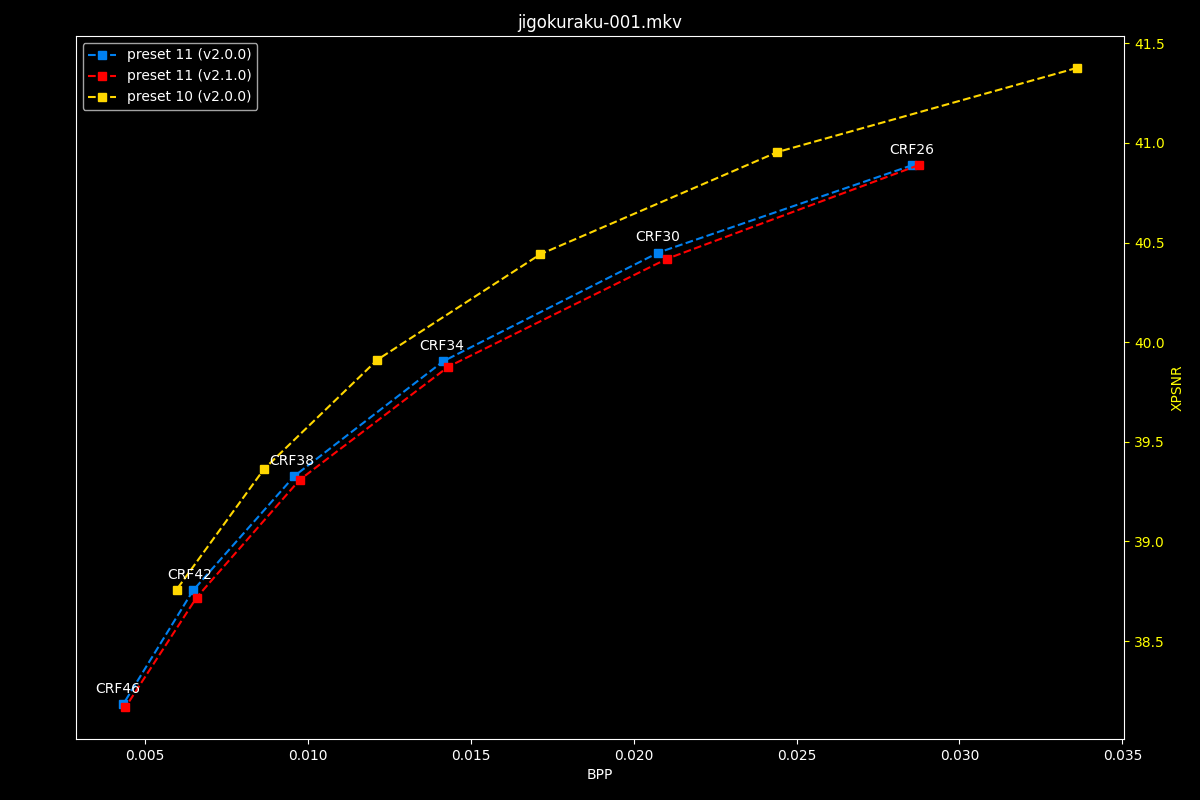 jigokuraku-001.mkv
preset 11 (v2.0.0)
preset 11 (v2.1.0)
preset 10 (v2.0.0)
41.5
41.0
40.5
40.0
39.5
39.0
38.5
XPSNR
CRF26
CRF30
CRF34
CRF38
CRF42
CRF46
0.005 0.010 0.015 0.020 0.025 0.030 0.035
BPP